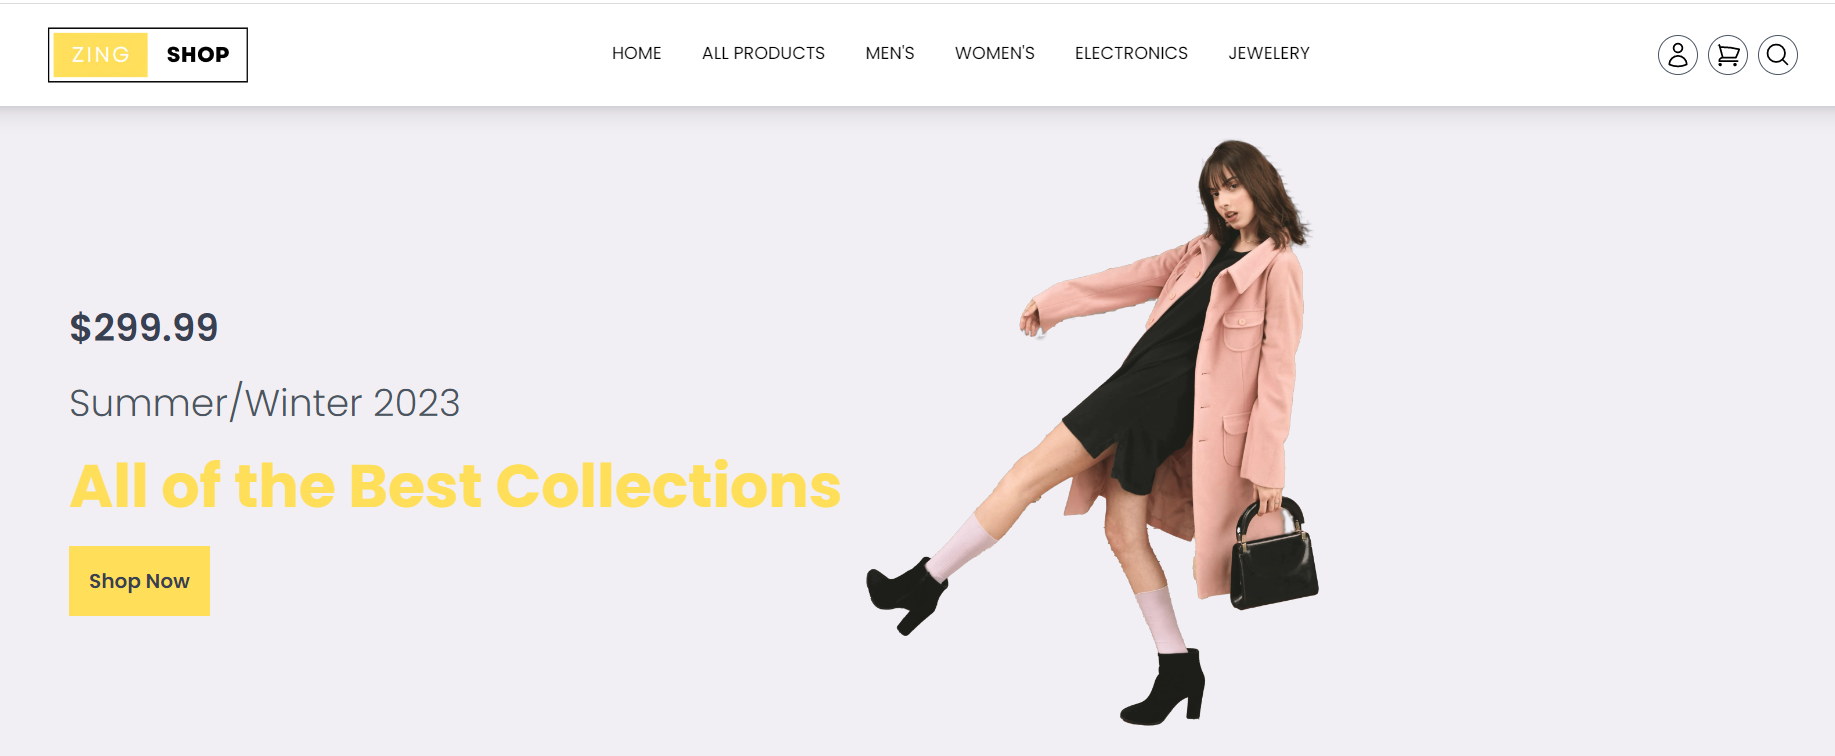 ZING SHOP
HOME ALL PRODUCTS MEN'S WOMEN'S ELECTRONICS JEWELERY
$299.99
Summer/Winter 2023
All of the Best Collections
Shop Now